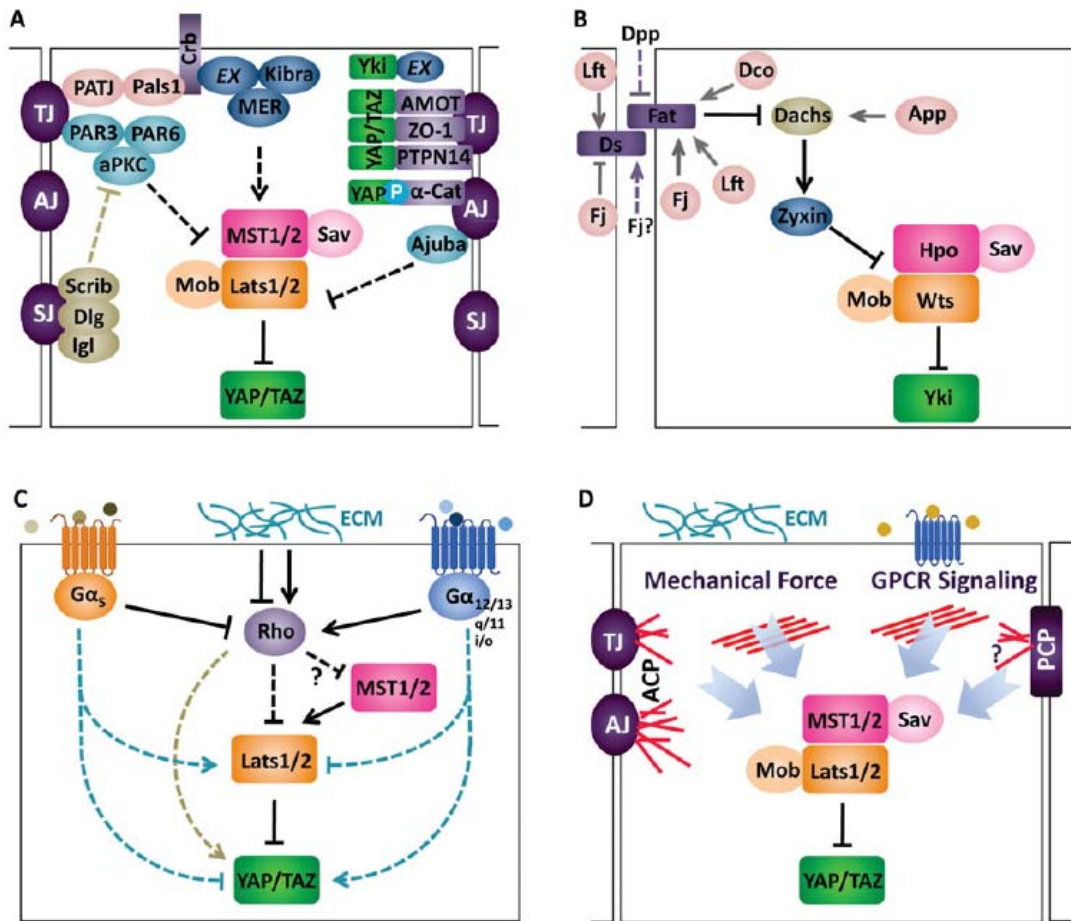 A
Crb
PATJ
Pals1
EX
Kibra
MER
TJ
PAR3
PAR6
aPKC
AJ
Scrib
Dlg
lgl
SJ
MST1/2
Sav
Mob
Lats1/2
YAP/TAZ
Yki
EX
YAP/TAZ
AMOT
ZO-1
TJ
YAP/TAZ
PTPN14
YAP
P
α-Cat
AJ
Ajuba
SJ
B
Dpp
Lft
Dco
Fat
Dachs
App
Ds
Fj
Fj?
Fj
Lft
Zyxin
Hpo
Sav
Mob
Wts
Yki
C
ECM
Gαs
Gα12/13
q/11
i/o
Rho
?
MST1/2
Lats1/2
YAP/TAZ
D
ECM
Mechanical Force
GPCR Signaling
TJ
ACP
AJ
?
PCP
MST1/2
Sav
Mob
Lats1/2
YAP/TAZ